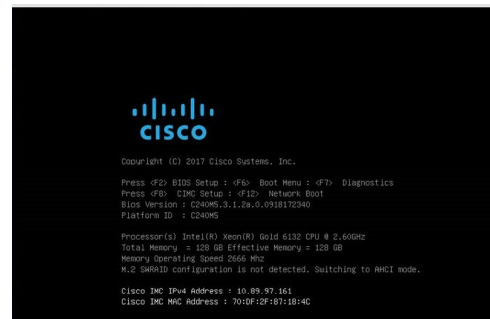 CISCO
Copyright (C) 2017 Cisco Systems, Inc.
Press <F2> BIOS Setup : <F6> Boot Menu : <F7> Diagnostics
Press <F8> CIMC Setup : <F12> Network Boot
Bios Version : C240M5.3.1.2a.0.0918172340
Platform ID : C240M5
Processor(s) Intel(R) Xeon(R) Gold 6132 CPU @ 2.60GHz
Total Memory = 128 GB Effective Memory = 128 GB
Memory Operating Speed 2666 Mhz
M.2 SWRAID configuration is not detected. Switching to AHCI mode.
Cisco IMC IPv4 Address : 10.89.97.161
Cisco IMC MAC Address : 70:DF:2F:87:18:4C